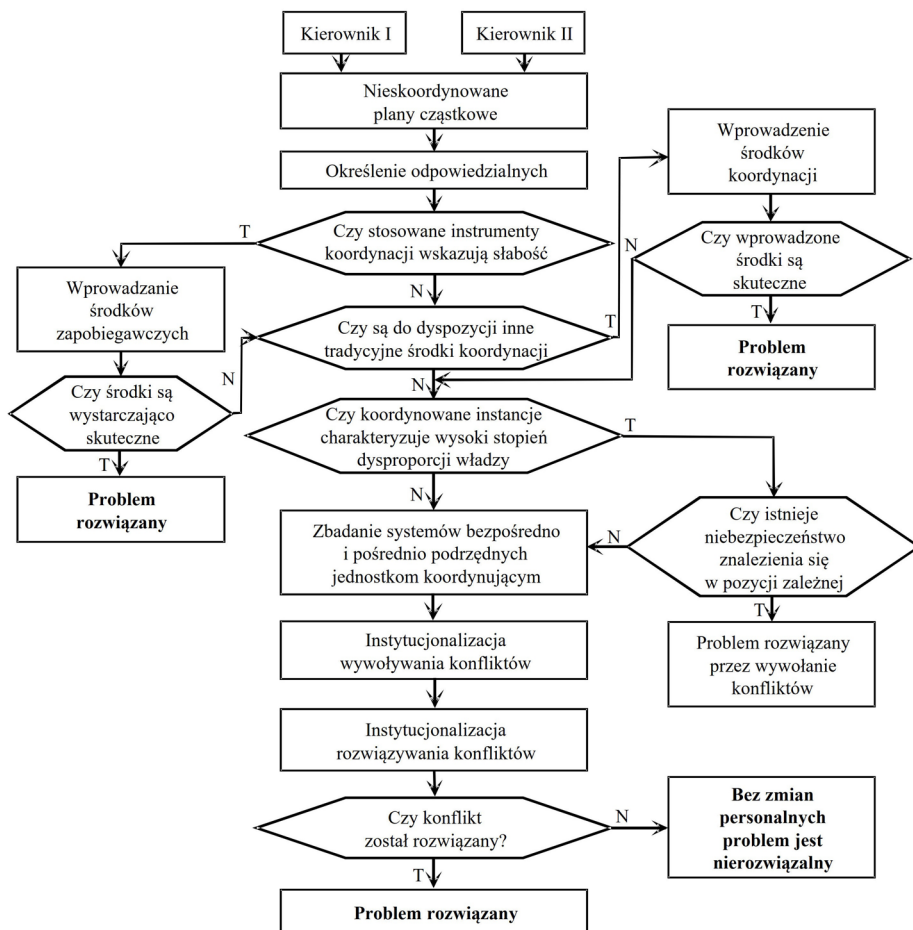 Kierownik I
Kierownik II
Nieskoordynowane
plany cząstkowe
Określenie odpowiedzialnych
Wprowadzenie
środków
koordynacji
Czy stosowane instrumenty
koordynacji wskazują słabość
T
N
Czy wprowadzone
środki są
skuteczne
N
T
Problem
rozwiązany
Wprowadzanie
środków
zapobiegawczych
Czy są do dyspozycji inne
tradycyjne środki koordynacji
T
N
Czy środki są
wystarczająco
skuteczne
N
T
Problem
rozwiązany
Czy koordynowane instancje
charakteryzuje wysoki stopień
dysproporcji władzy
T
N
Czy istnieje
niebezpieczeństwo
znalezienia się
w pozycji zależnej
N
T
Problem rozwiązany
przez wywołanie
konfliktów
Zbadanie systemów bezpośredno
i pośrednio podrzędnych
jednostkom koordynującym
Instytucjonalizacja
wywoływania konfliktów
Instytucjonalizacja
rozwiązywania konfliktów
Czy konflikt
został rozwiązany?
N
T
Bez zmian
personalnych
problem jest
nierozwiązalny
Problem rozwiązany